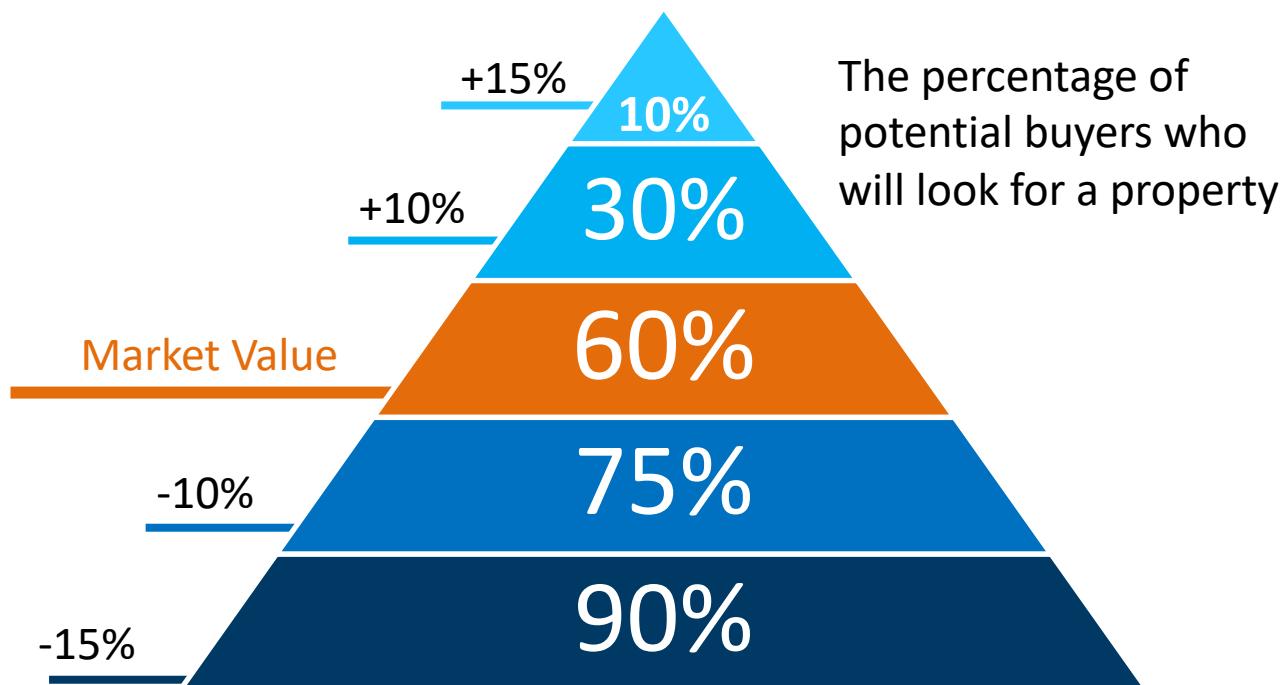 The percentage of
potential buyers who
will look for a property
+15%
10%
+10%
30%
Market Value
60%
-10%
75%
-15%
90%